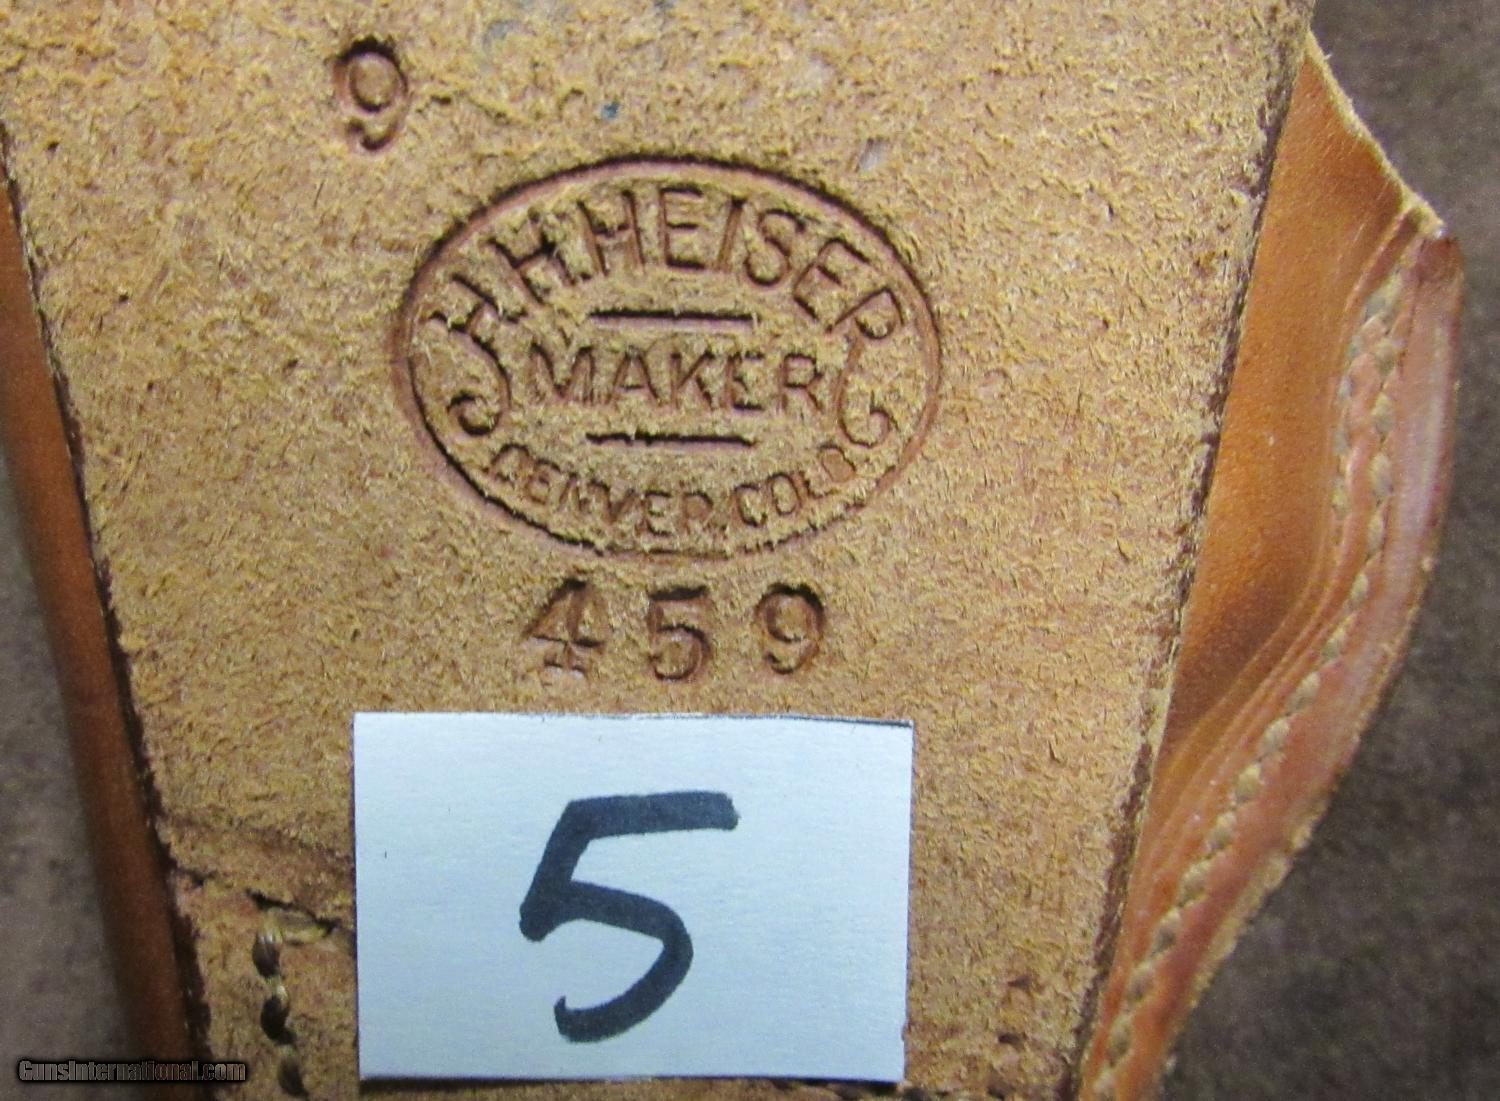 9
H.H.HEISER
MAKER
DENVER, COLO.
459
5
GunsInternational.com